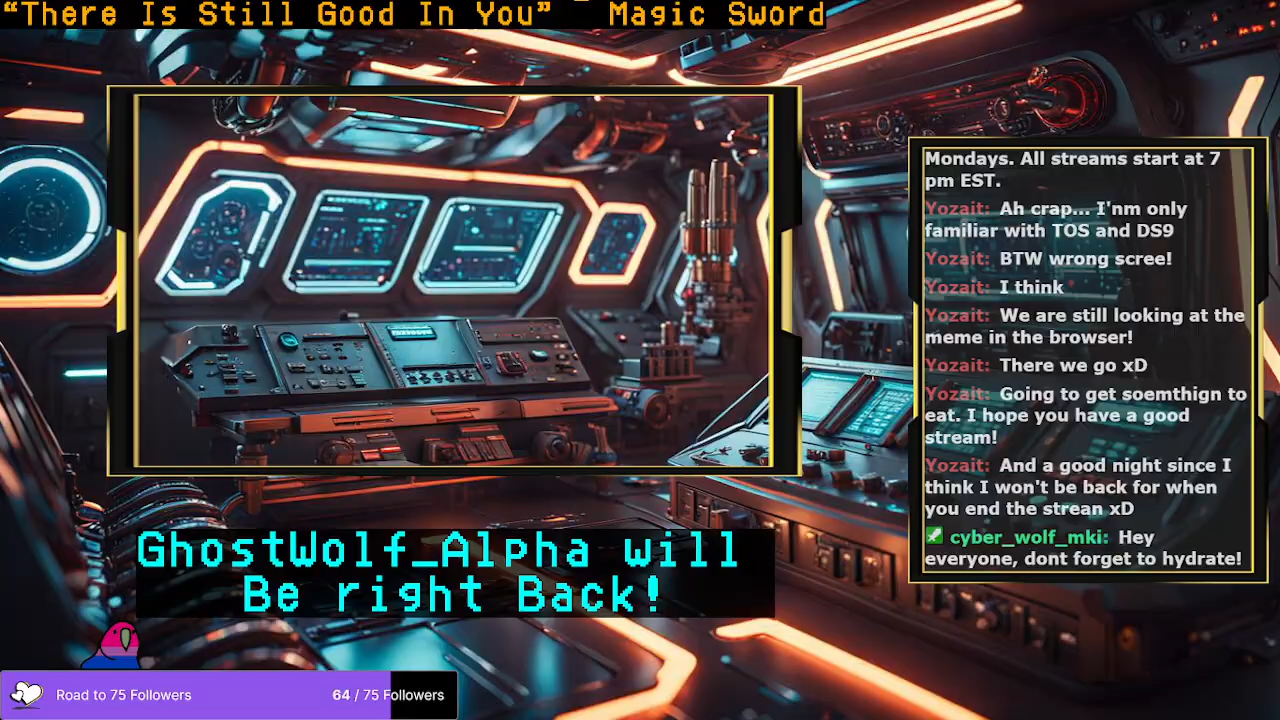 “There Is Still Good In You” ~ Magic Sword
Mondays. All streams start at 7
pm EST.
Yozait: Ah crap... I'nm only
familiar with TOS and DS9
Yozait: BTW wrong scree!
Yozait: I think
Yozait: We are still looking at the
meme in the browser!
Yozait: There we go xD
Yozait: Going to get soemthign to
eat. I hope you have a good
stream!
Yozait: And a good night since I
think I won't be back for when
you end the strean xD
cyber_wolf_mki: Hey
everyone, dont forget to hydrate!
GhostWolf_Alpha will
Be right Back!
Road to 75 Followers 64 / 75 Followers